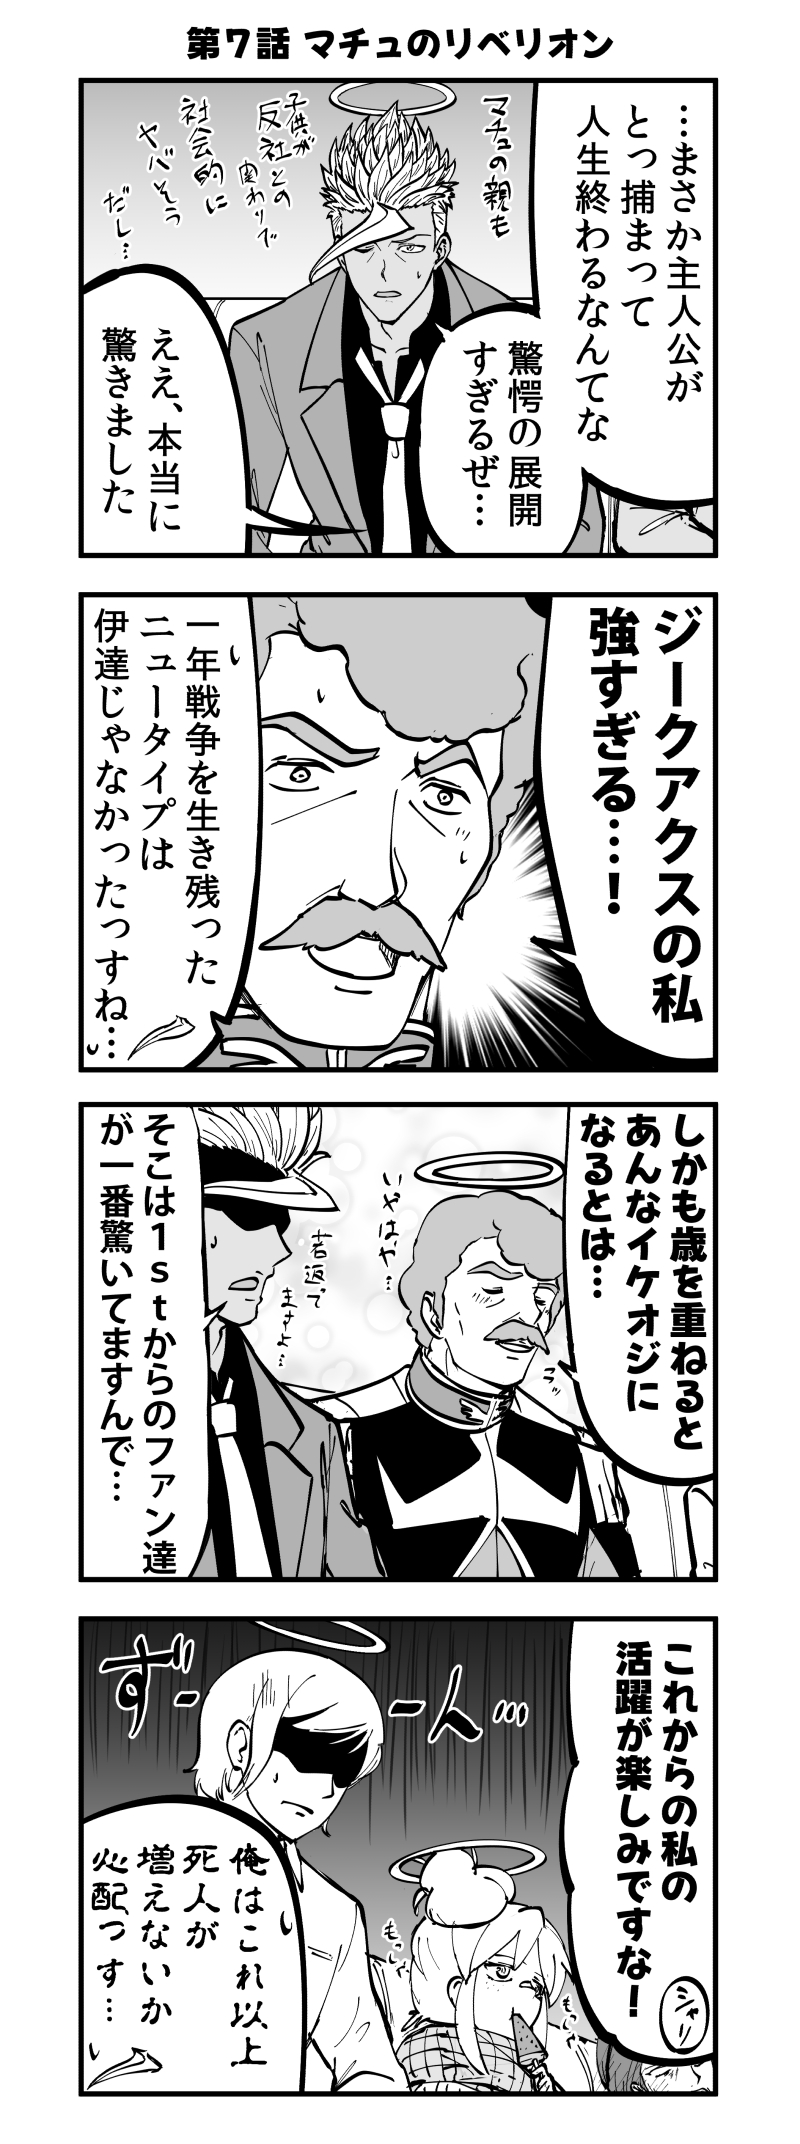 第7話 マチュのリベリオン
…まさか主人公が
とっ捕まって
人生終わるなんてな
驚愕の展開
すぎるぜ…
マチュの親も
子供が
反社との
関わりで
社会的に
ヤバそう
だし…
ええ、本当に
驚きました
ジークアクスの私
強すぎる…！
一年戦争を生き残った
ニュータイプは
伊達じゃなかったっすね…
しかも歳を重ねると
あんなイケオジに
なるとは…
いやはや…
若返で
ますよ…
そこは1stからのファン達
が一番驚いてますんで…
これからの私の
活躍が楽しみですな！
シャリ
ずーーん…
もっしゃ
もっしゃ
俺はこれ以上
死人が
増えないか
心配っす…